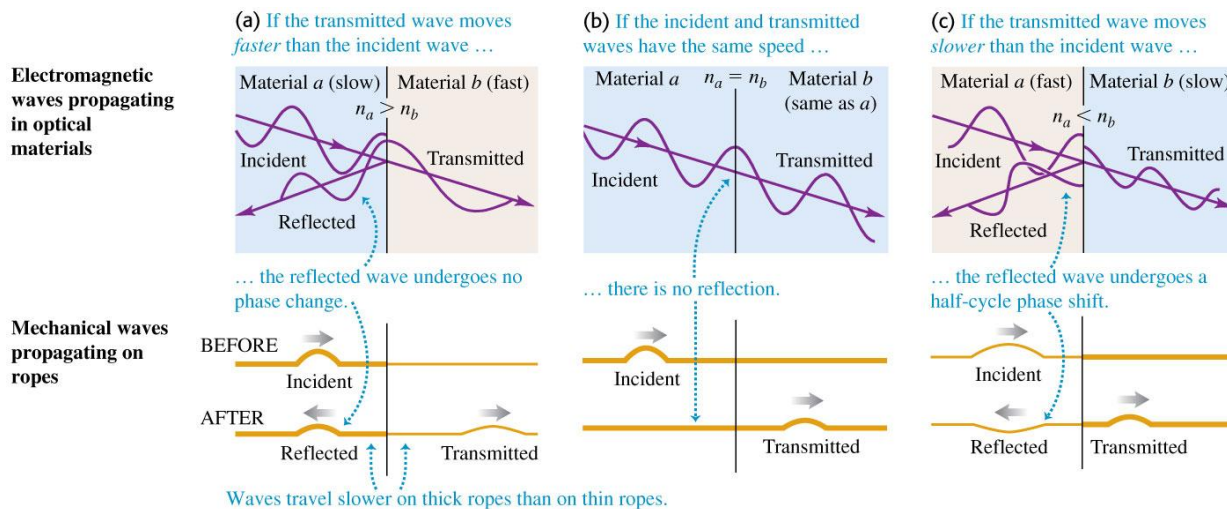 (a) If the transmitted wave moves
faster than the incident wave …
(b) If the incident and transmitted
waves have the same speed …
(c) If the transmitted wave moves
slower than the incident wave …
Electromagnetic
waves propagating
in optical
materials
Material a (slow)
Material b (fast)
na > nb
Incident
Transmitted
Reflected
Material a
na = nb
Material b
(same as a)
Incident
Transmitted
Material a (fast)
Material b (slow)
na < nb
Incident
Transmitted
Reflected
… the reflected wave undergoes no
phase change.
… there is no reflection.
… the reflected wave undergoes a
half-cycle phase shift.
Mechanical waves
propagating on
ropes
BEFORE
Incident
Incident
Incident
AFTER
Reflected
Transmitted
Transmitted
Reflected
Transmitted
Waves travel slower on thick ropes than on thin ropes.